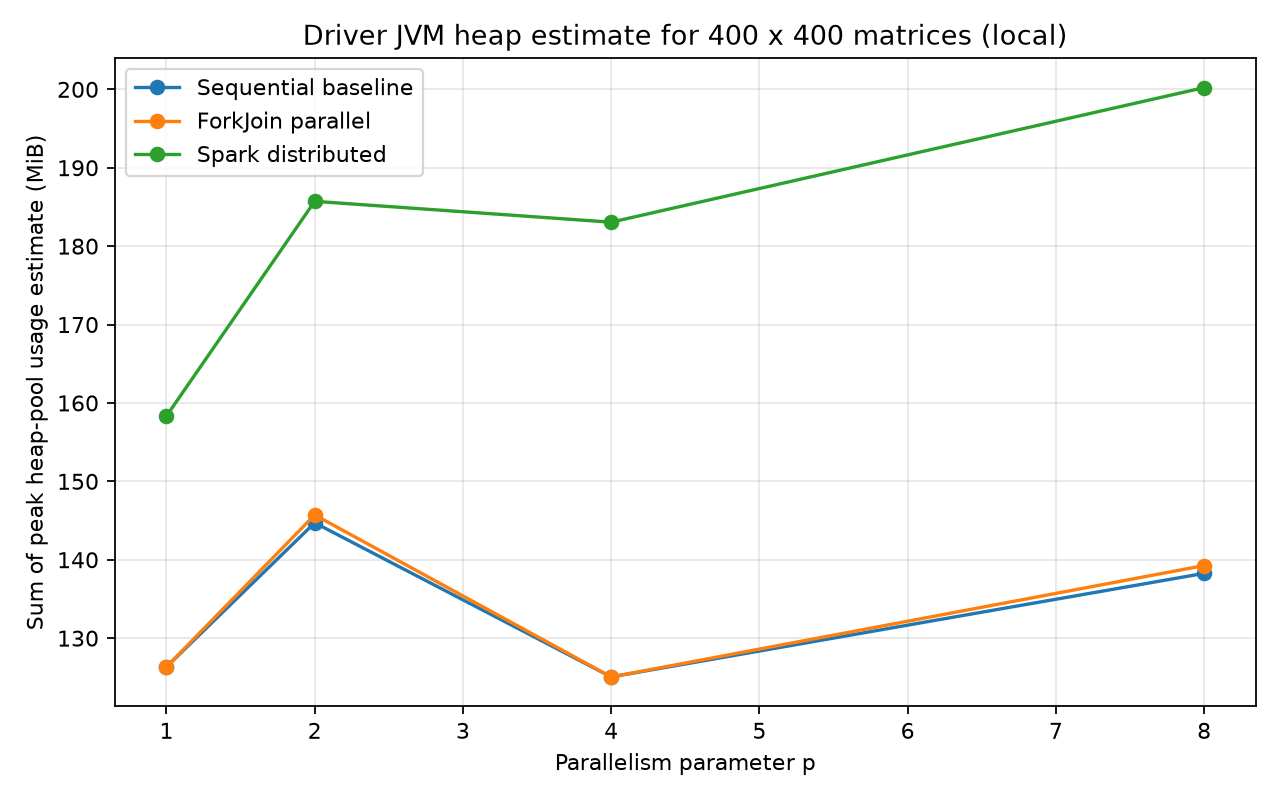 Driver JVM heap estimate for 400 x 400 matrices (local)
Sequential baseline
ForkJoin parallel
Spark distributed
Sum of peak heap-pool usage estimate (MiB)
200
190
180
170
160
150
140
130
1 2 3 4 5 6 7 8
Parallelism parameter p